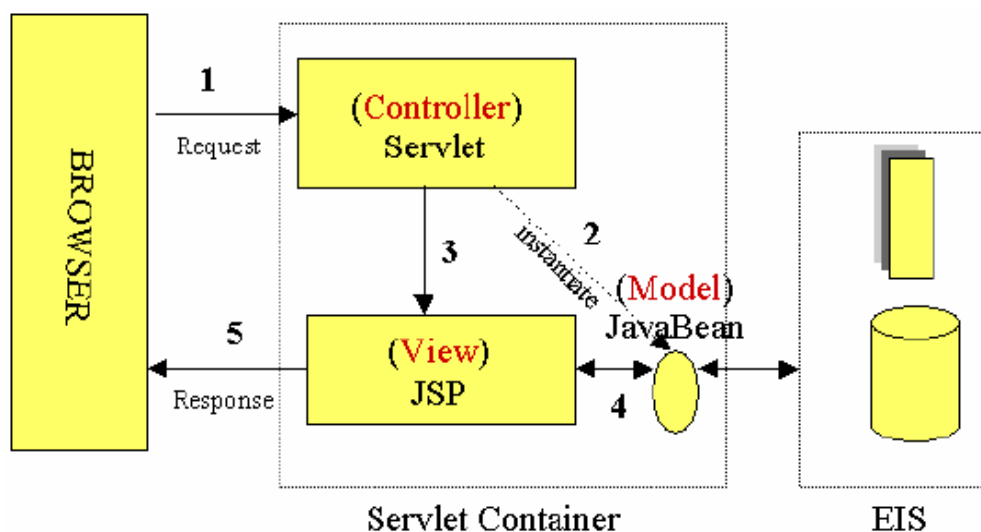 BROWSER
1
Request
(Controller)
Servlet
2
instantiate
3
(Model)
JavaBean
(View)
JSP
4
5
Response
Servlet Container
EIS